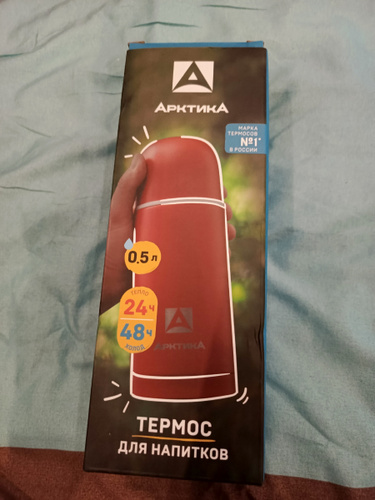 АРКТИКА
МАРКА
ТЕРМОСОВ
№1*
В РОССИИ
0.5 л
ТЕПЛО
24 ч
48 ч
ХОЛОД
АРКТИКА
ТЕРМОС
ДЛЯ НАПИТКОВ